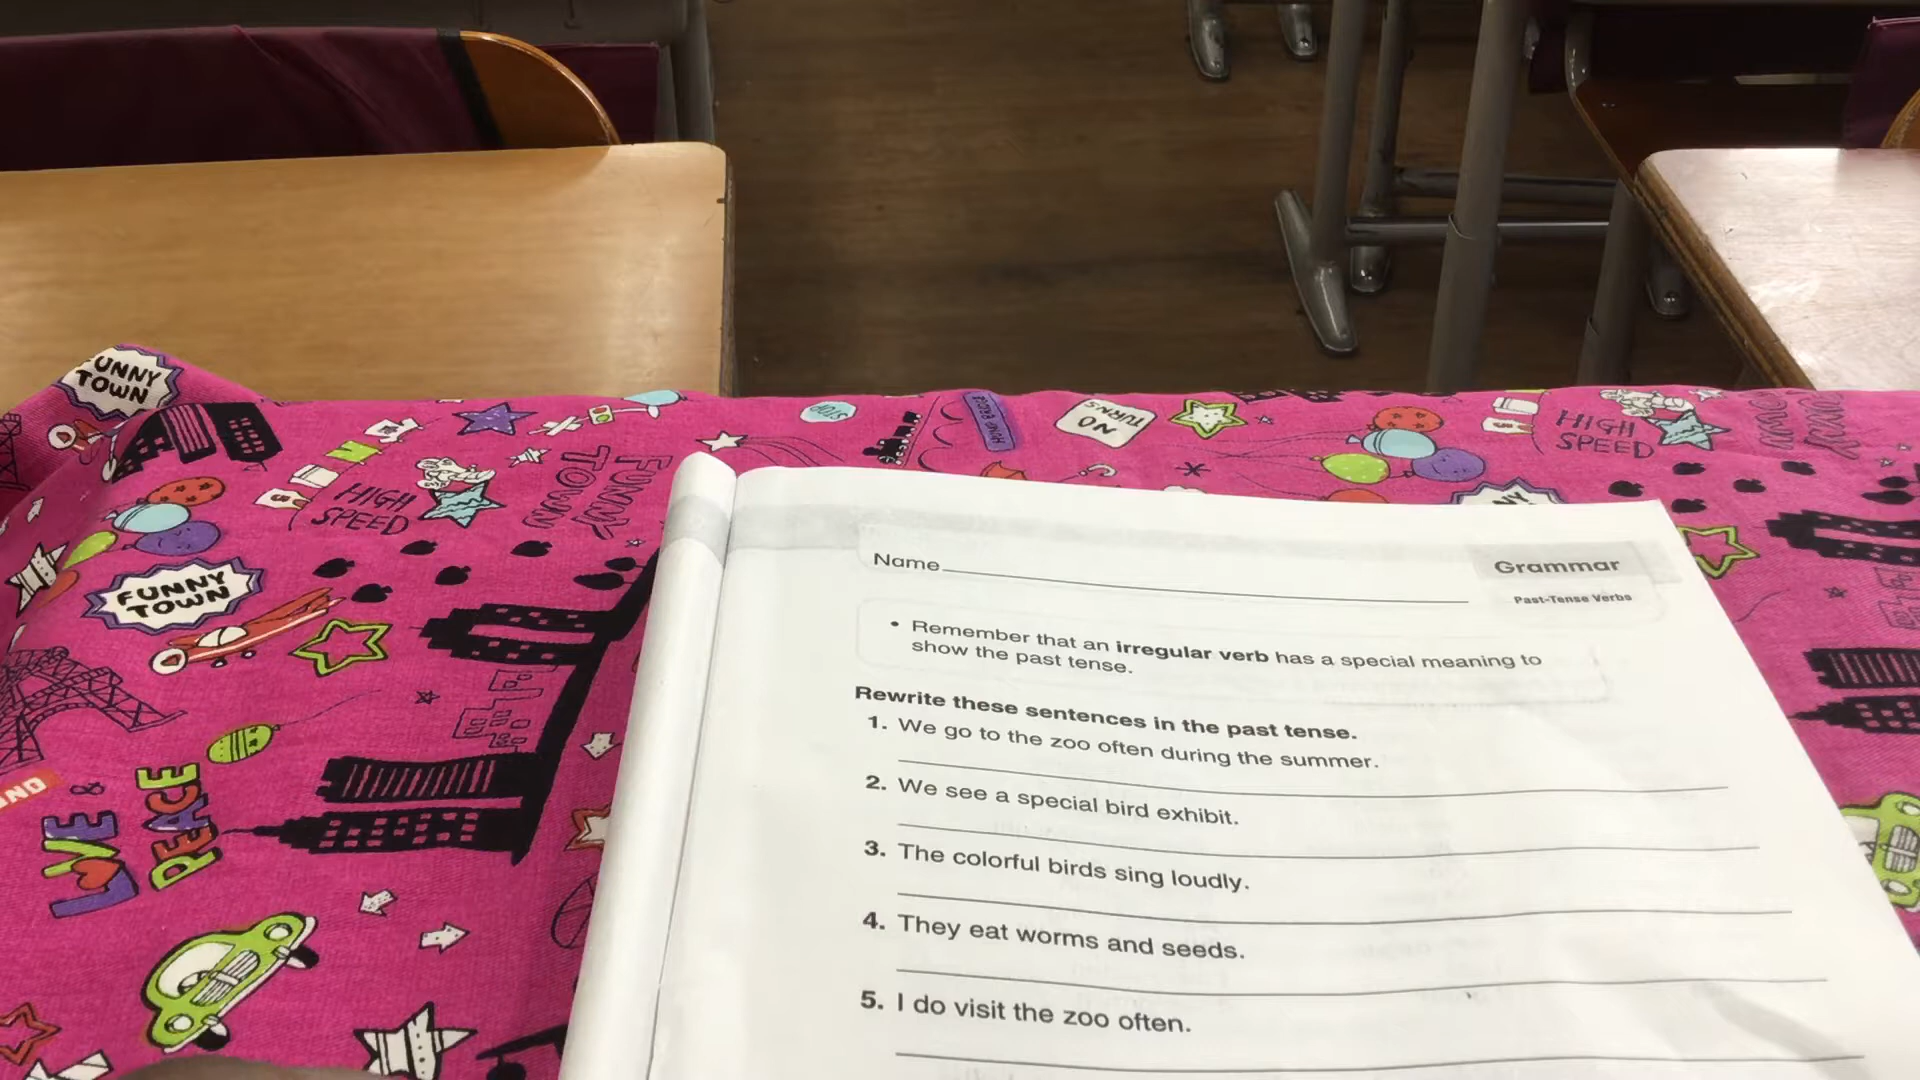 UNNY
TOWN
STOP
NO
TURNS
HIGH
SPEED
FUNNY
TOWN
HIGH
SPEED
FUNNY
TOWN
LOVE &
PEACE
Name
Grammar
Past-Tense Verbs
• Remember that an irregular verb has a special meaning to
show the past tense.
Rewrite these sentences in the past tense.
1. We go to the zoo often during the summer.
2. We see a special bird exhibit.
3. The colorful birds sing loudly.
4. They eat worms and seeds.
5. I do visit the zoo often.